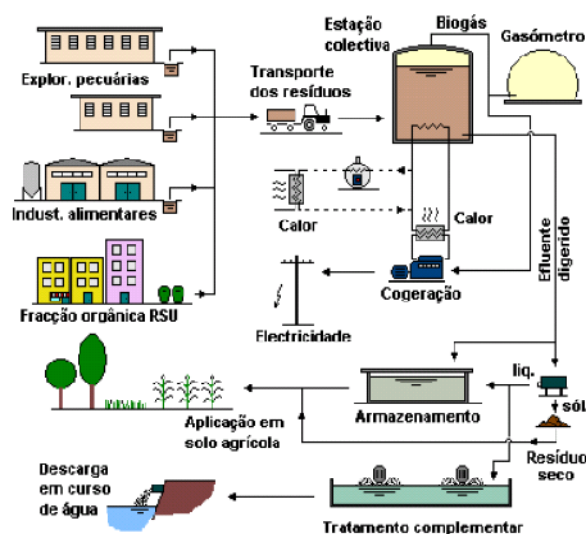 Explor. pecuárias
Indust. alimentares
Fracção orgânica RSU
Transporte
dos resíduos
Estação
colectiva
Biogás
Gasómetro
Calor
Calor
Cogeração
Electricidade
Efluente
digerido
liq.
sól.
Resíduo
seco
Armazenamento
Aplicação em
solo agrícola
Descarga
em curso
de água
Tratamento complementar